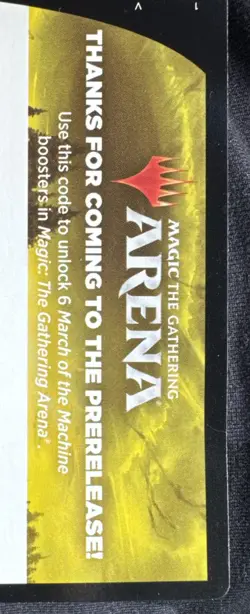 MAGIC THE GATHERING
ARENA®
THANKS FOR COMING TO THE PRERELEASE!
Use this code to unlock 6 March of the Machine
boosters in Magic: The Gathering Arena®.